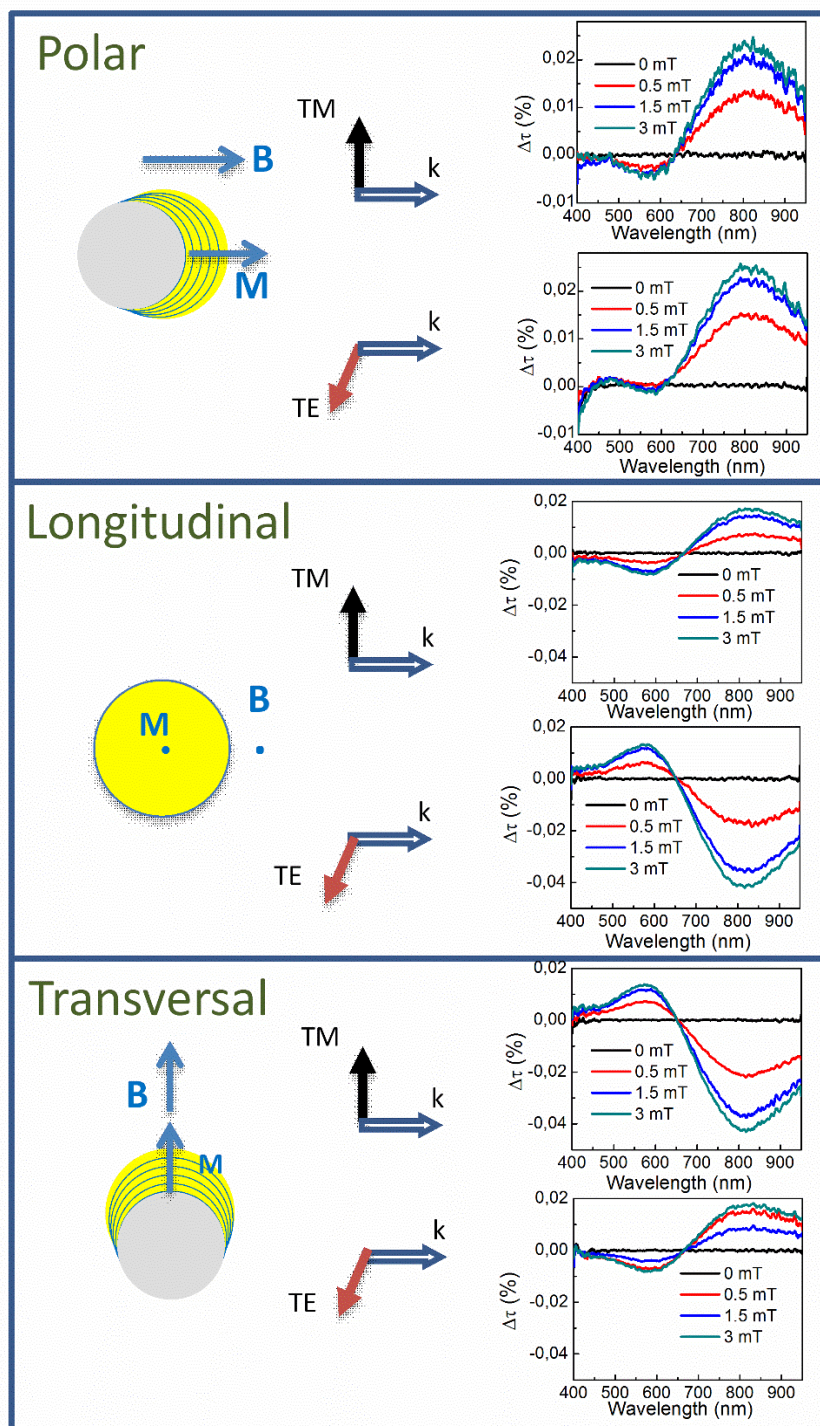 Polar
B
M
TM
k
TE
k
0,02
0,01
0,00
-0,01
Δτ (%)
0 mT
0.5 mT
1.5 mT
3 mT
400 500 600 700 800 900
Wavelength (nm)
0,02
0,01
0,00
-0,01
Δτ (%)
0 mT
0.5 mT
1.5 mT
3 mT
400 500 600 700 800 900
Wavelength (nm)
Longitudinal
M
B
TM
k
TE
k
0,02
0,00
-0,02
-0,04
Δτ (%)
0 mT
0.5 mT
1.5 mT
3 mT
400 500 600 700 800 900
Wavelength (nm)
0,02
0,00
-0,02
-0,04
Δτ (%)
0 mT
0.5 mT
1.5 mT
3 mT
400 500 600 700 800 900
Wavelength (nm)
Transversal
B
M
TM
k
TE
k
0,02
0,00
-0,02
-0,04
Δτ (%)
0 mT
0.5 mT
1.5 mT
3 mT
400 500 600 700 800 900
Wavelength (nm)
0,02
0,00
-0,02
-0,04
Δτ (%)
0 mT
0.5 mT
1.5 mT
3 mT
400 500 600 700 800 900
Wavelength (nm)